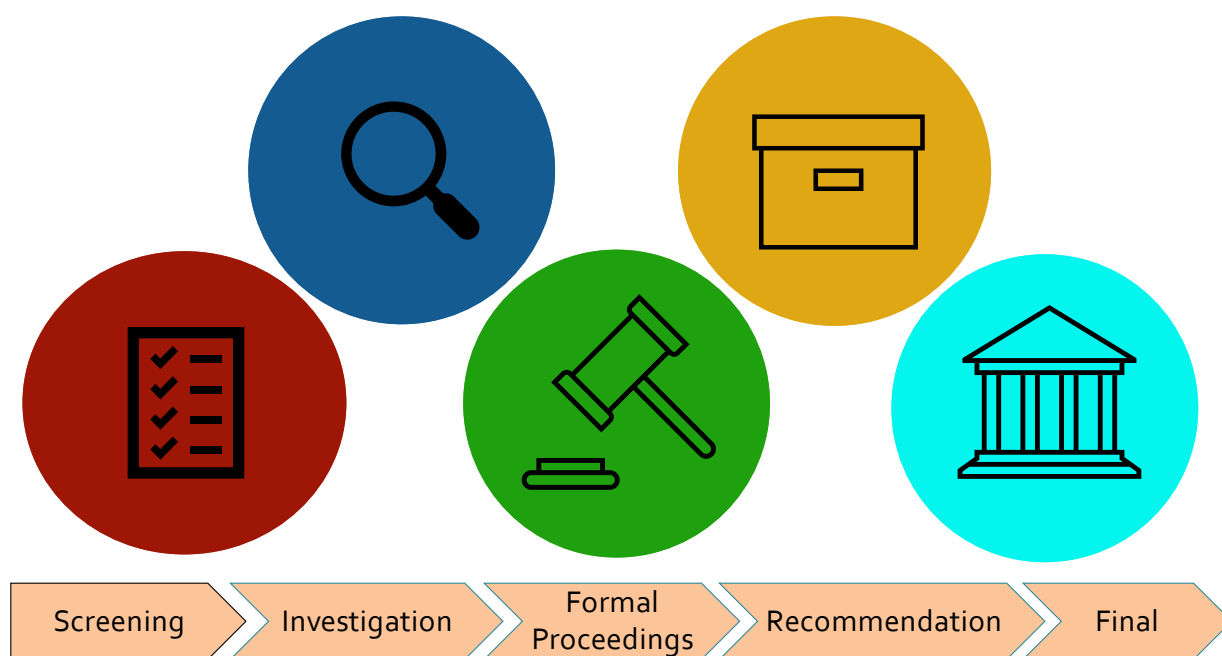 Screening
Investigation
Formal
Proceedings
Recommendation
Final